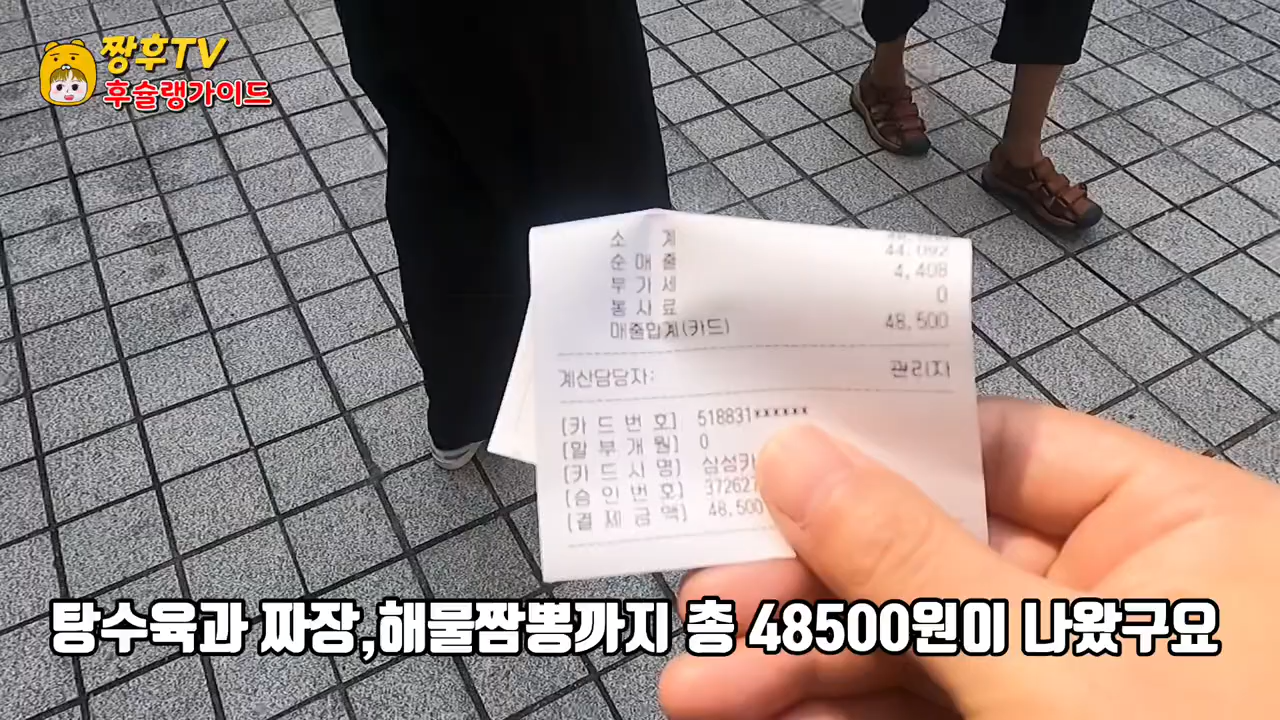 짱후TV
후슐랭가이드
소 계
순 매 출 44,092
부 가 세 4,408
봉 사 료 0
매출합계(카드) 48,500
계산담당자: 관리자
[카 드 번 호] 518831******
[할 부 개 월] 0
[카 드 사 명] 삼성카
[승 인 번 호] 372627
[결 제 금 액] 48,500
탕수육과 짜장,해물짬뽕까지 총 48500원이 나왔구요